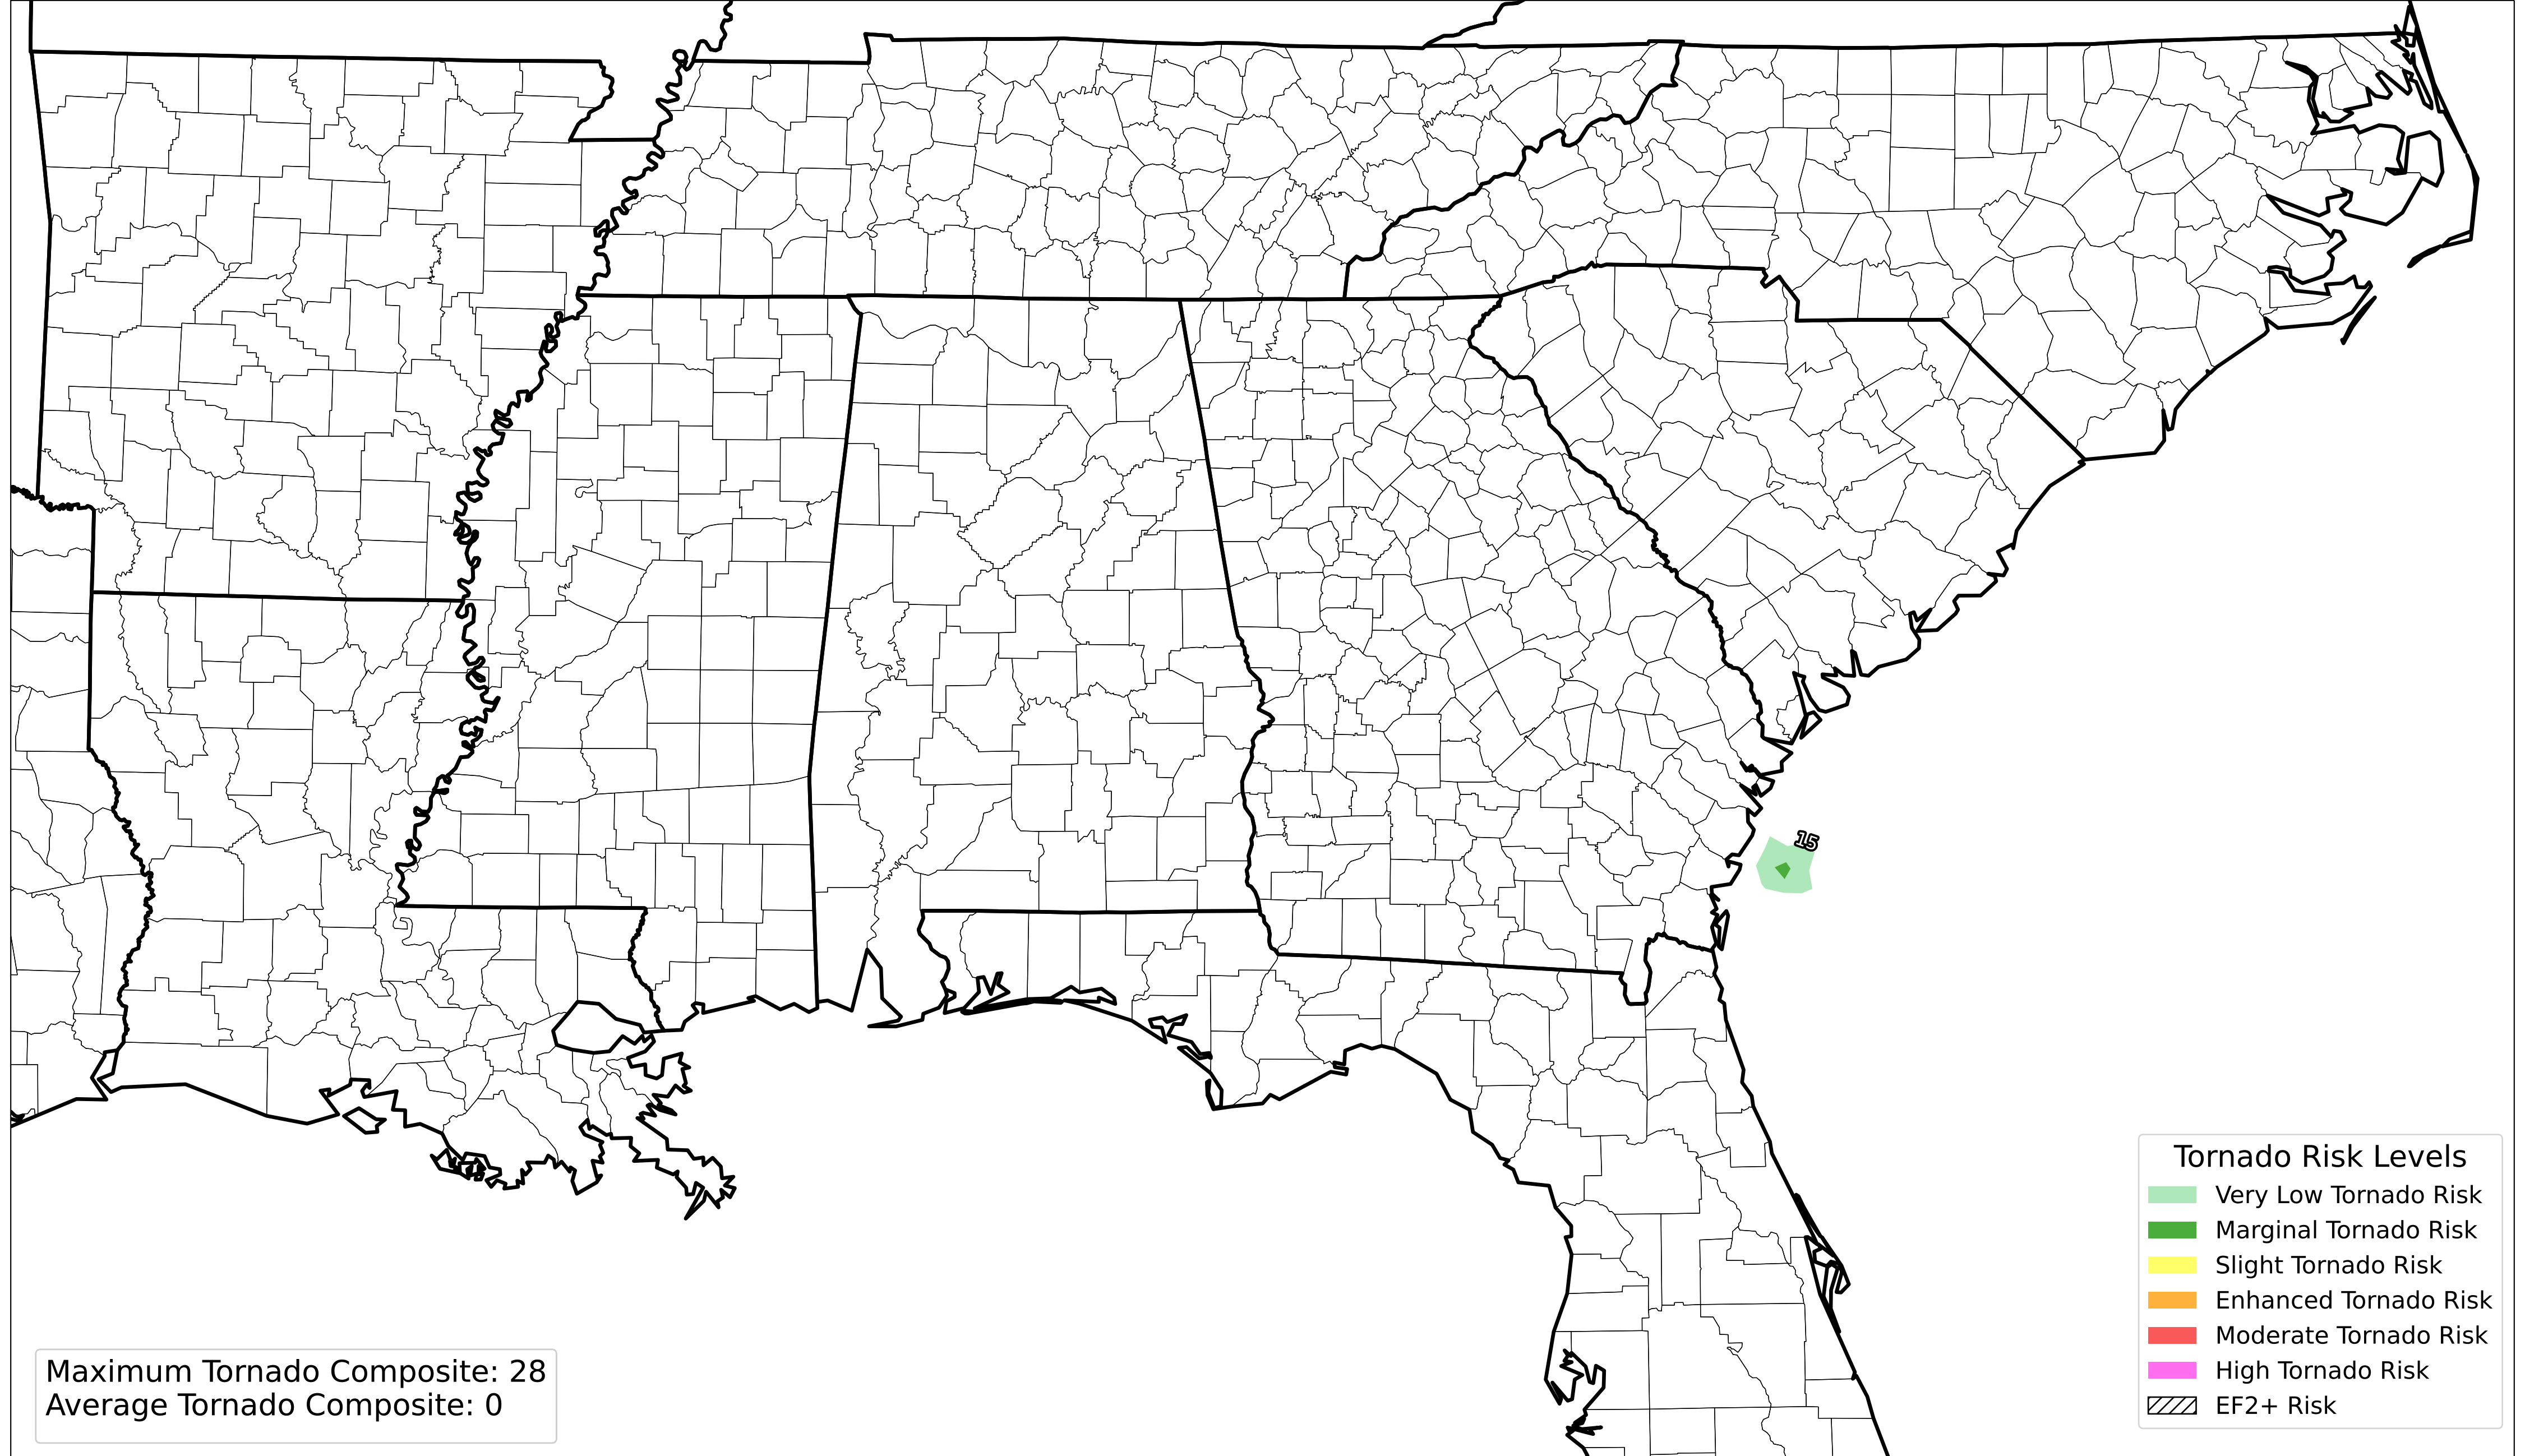 15
Tornado Risk Levels
Very Low Tornado Risk
Marginal Tornado Risk
Slight Tornado Risk
Enhanced Tornado Risk
Moderate Tornado Risk
High Tornado Risk
EF2+ Risk
Maximum Tornado Composite: 28
Average Tornado Composite: 0